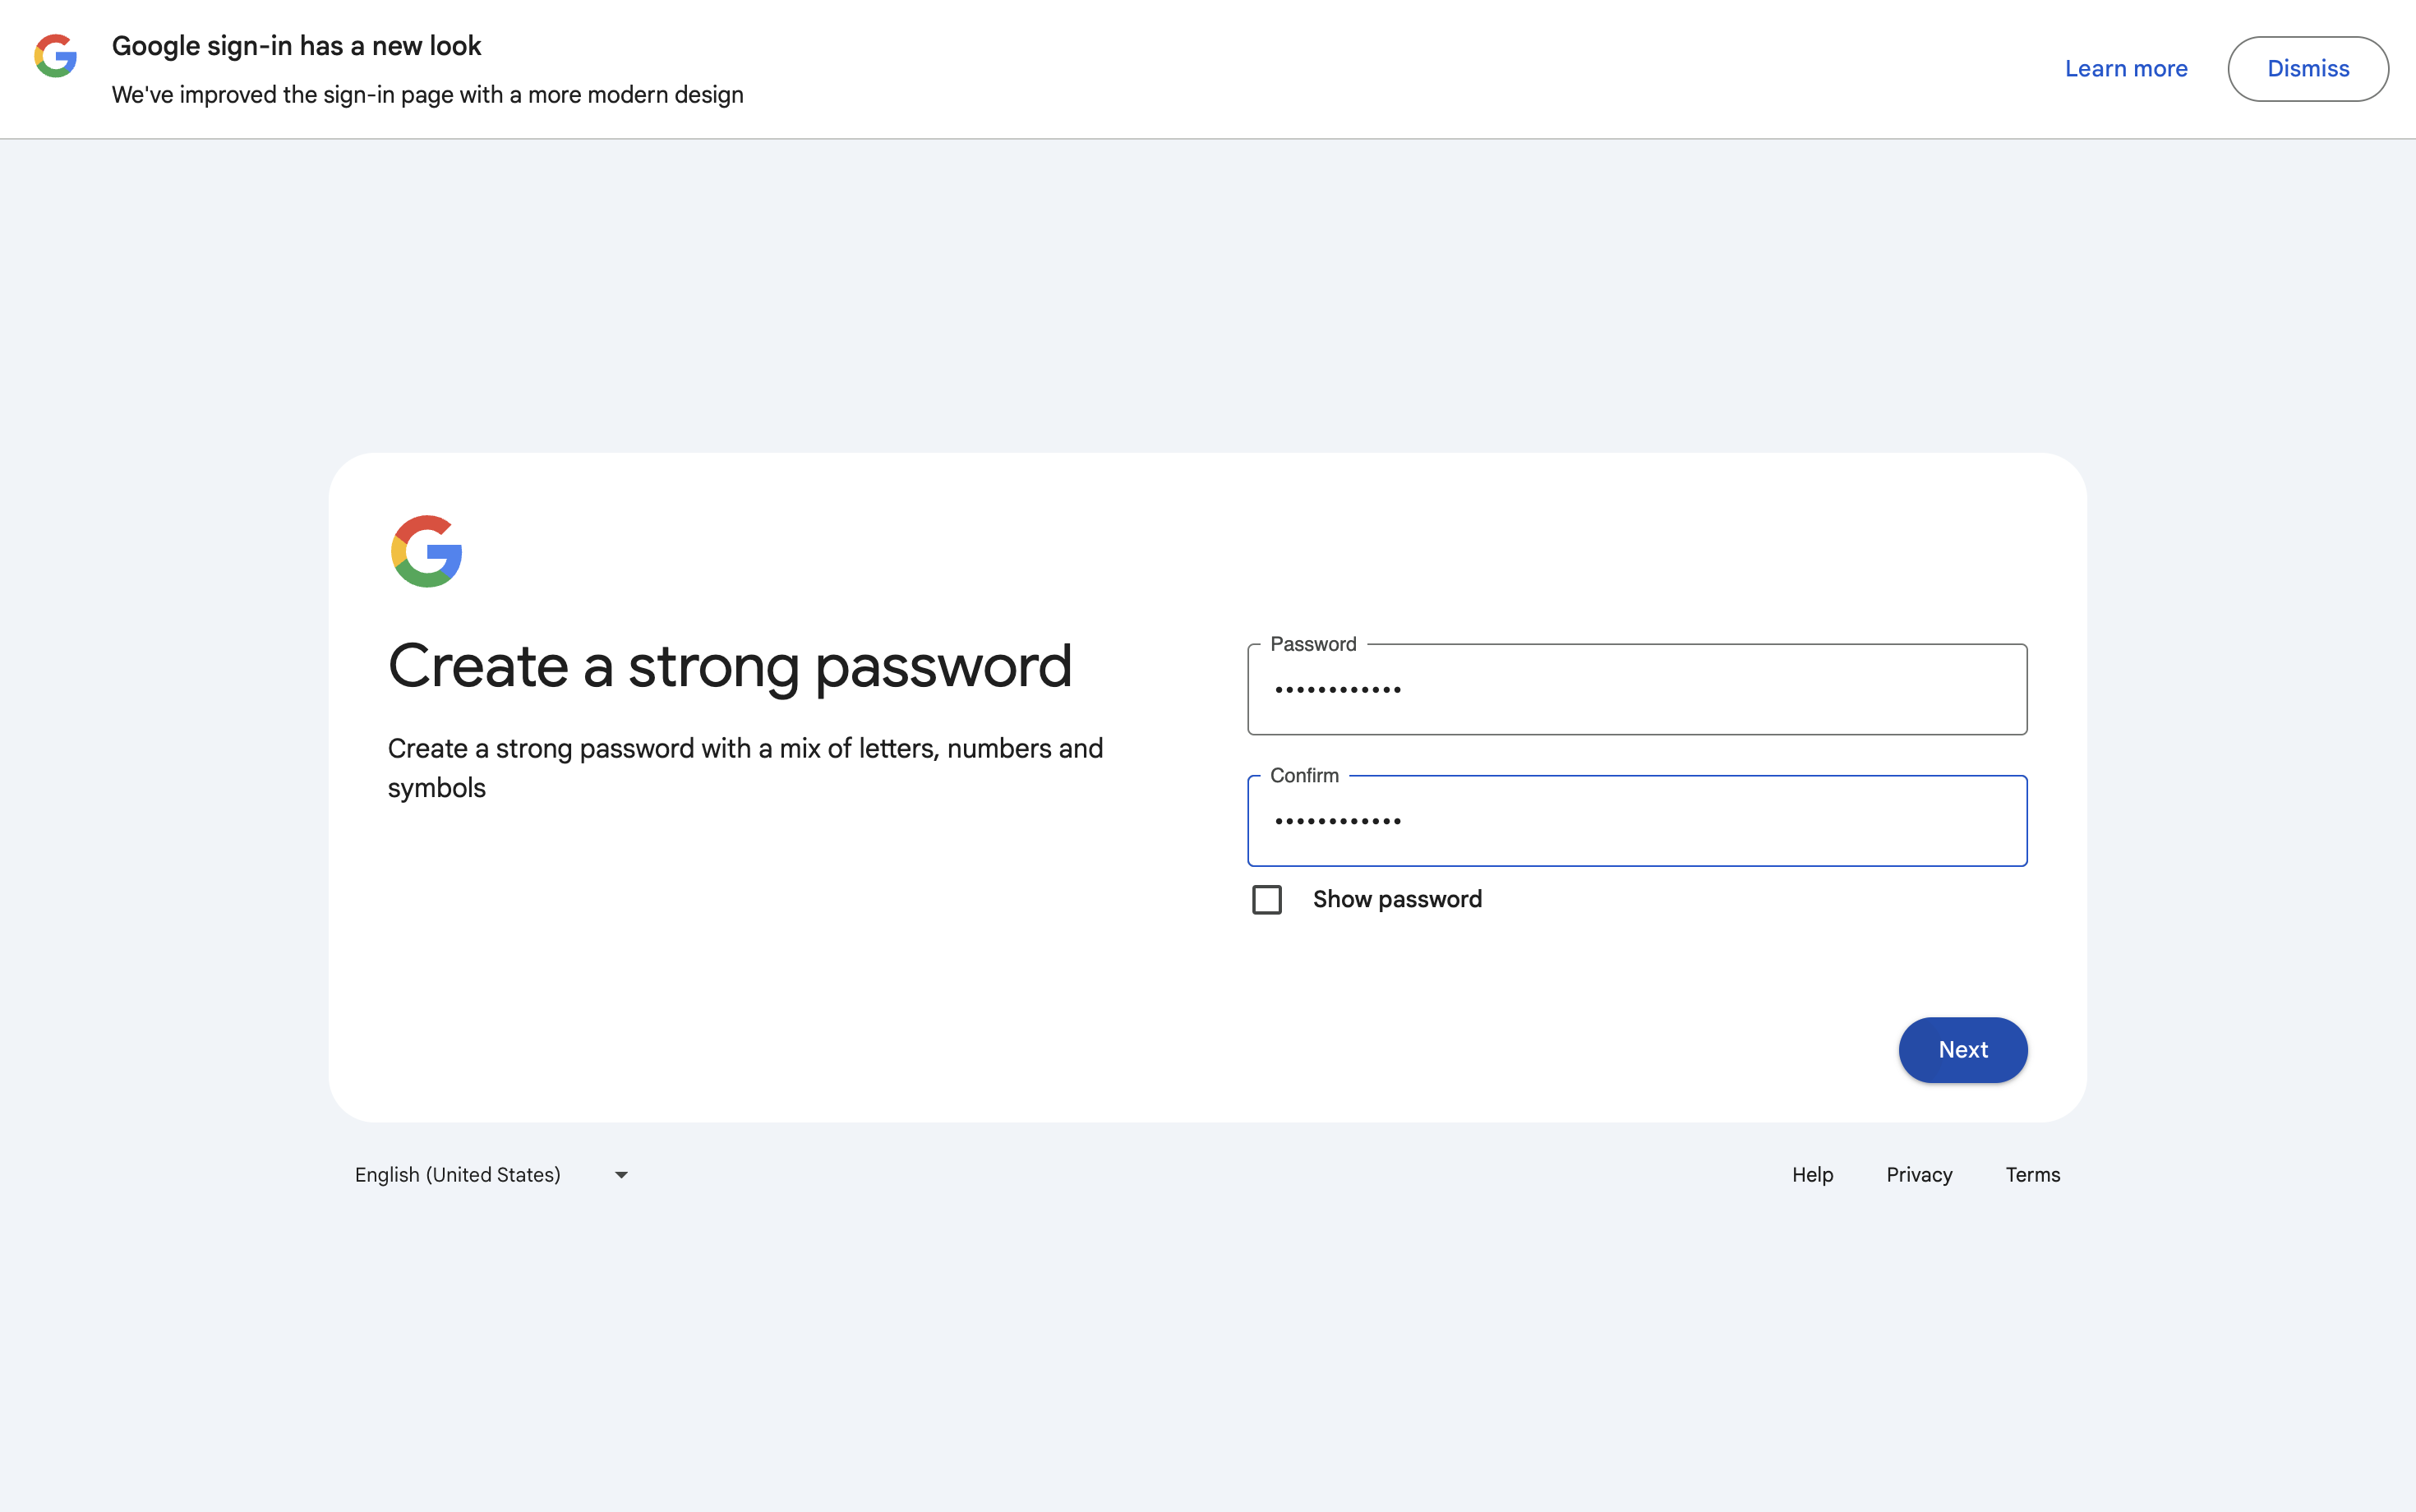 Google sign-in has a new look
We've improved the sign-in page with a more modern design
Learn more
Dismiss
Create a strong password
Create a strong password with a mix of letters, numbers and
symbols
Password
••••••••••••
Confirm
••••••••••••
Show password
Next
English (United States)
Help
Privacy
Terms